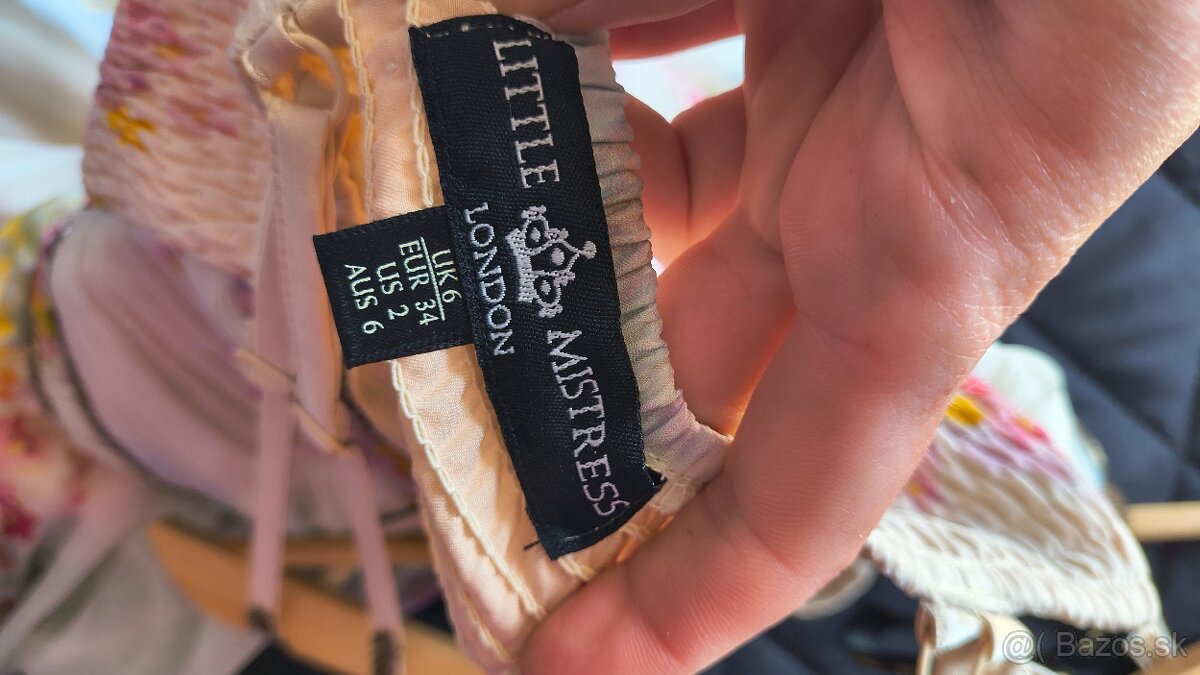 LITTLE MISTRESS
LONDON
UK 6
EUR 34
US 2
AUS 6
@( Bazos.sk